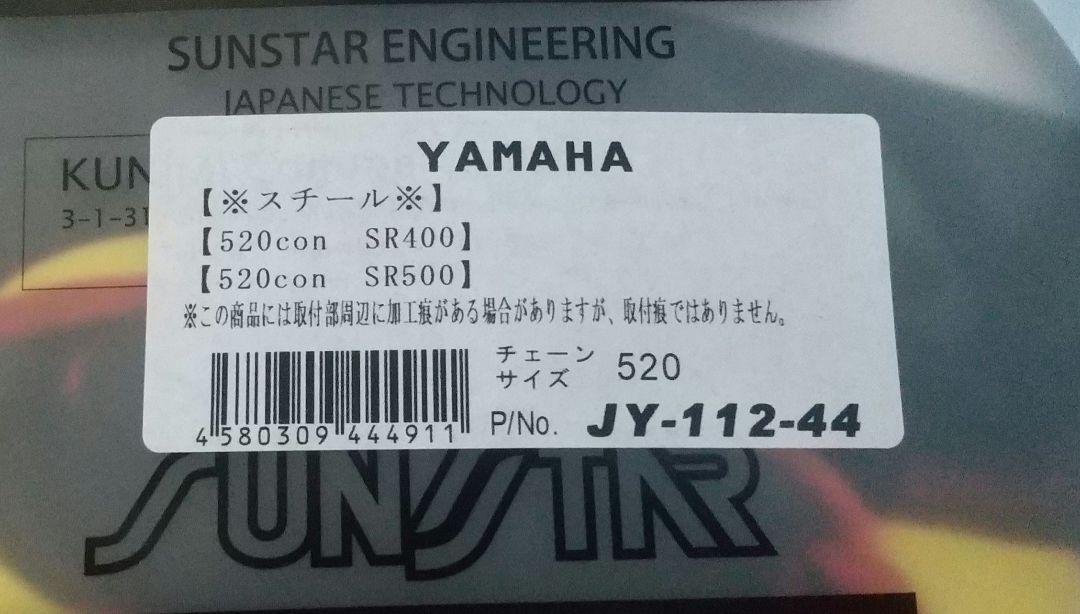 SUNSTAR ENGINEERING
JAPANESE TECHNOLOGY
KUN
3-1-31
YAMAHA
【※スチール※】
【520con　SR400】
【520con　SR500】
※この商品には取付部周辺に加工痕がある場合がありますが、取付痕ではありません。
チェーン
サイズ 520
P/No. JY-112-44
4 580309 444911
SUNSTAR